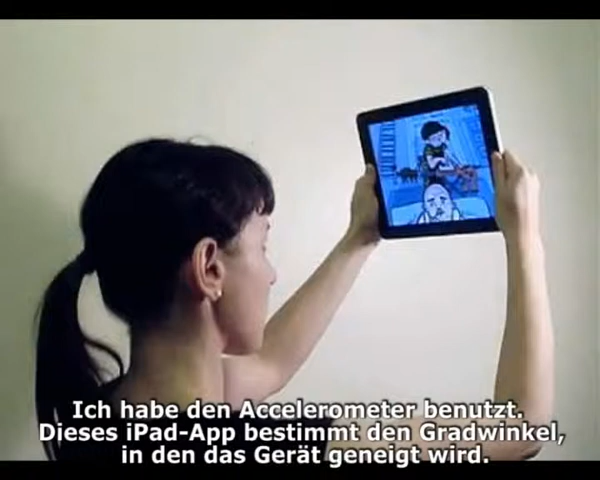 Ich habe den Accelerometer benutzt.
Dieses iPad-App bestimmt den Gradwinkel,
in den das Gerät geneigt wird.